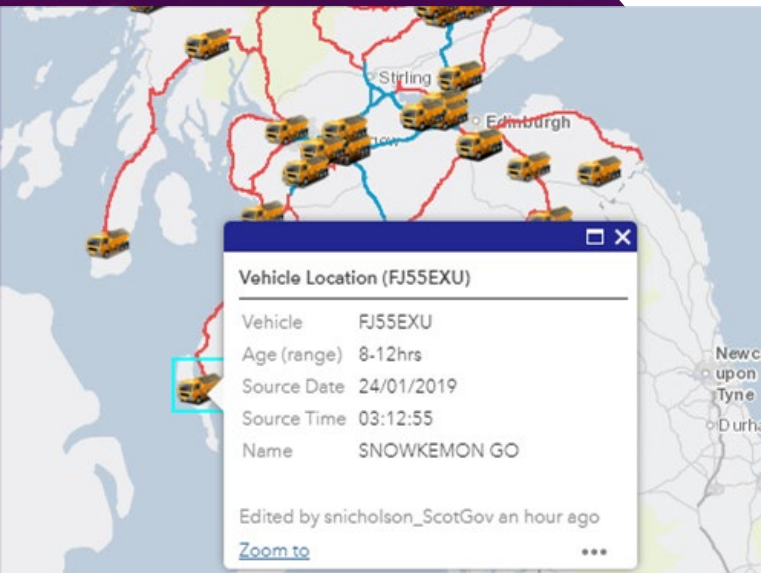 Stirling
Edinburgh
Vehicle Location (FJ55EXU)
Vehicle FJ55EXU
Age (range) 8-12hrs
Source Date 24/01/2019
Source Time 03:12:55
Name SNOWKEMON GO
Edited by snicholson_ScotGov an hour ago
Zoom to
Newc
upon
Tyne
Durha